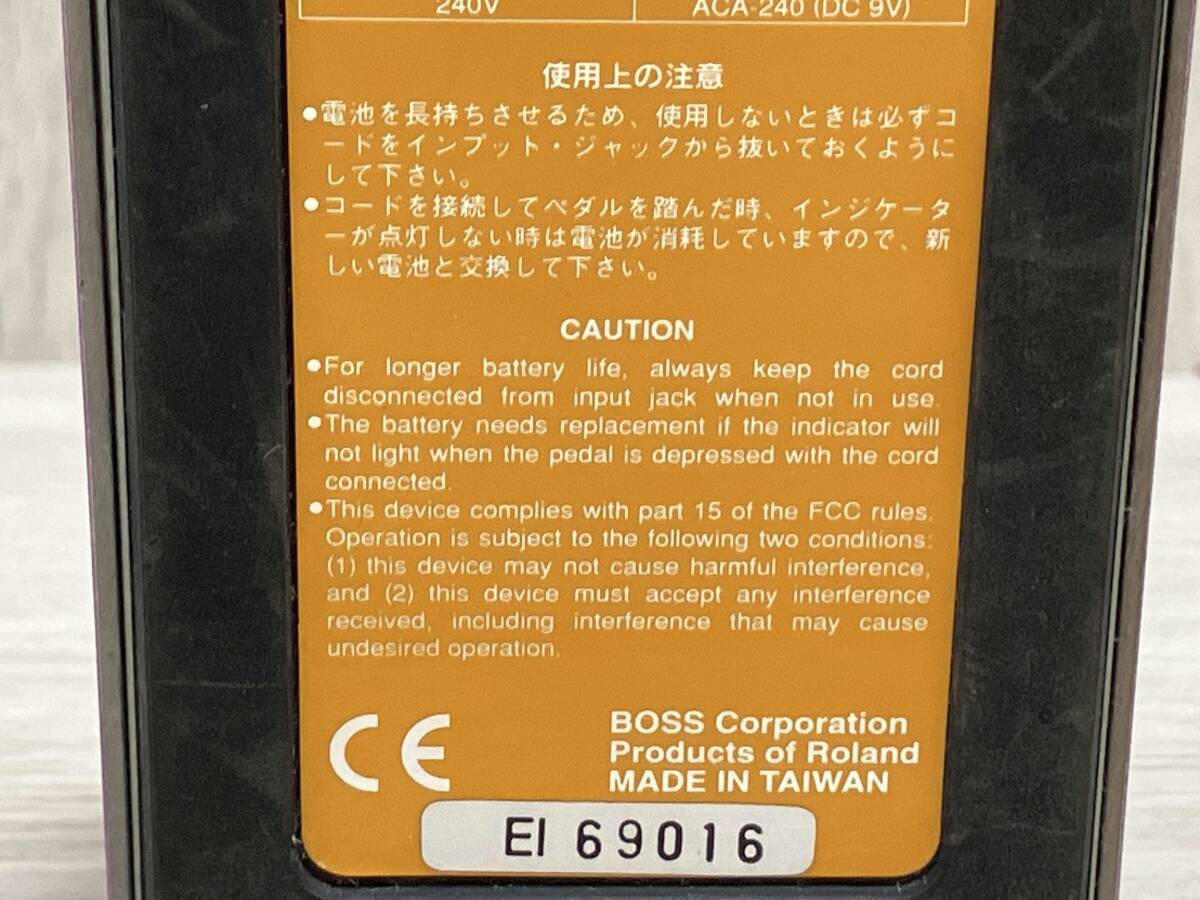 240V ACA-240 (DC 9V)
使用上の注意
●電池を長持ちさせるため、使用しないときは必ずコ
ードをインプット・ジャックから抜いておくように
して下さい。
●コードを接続してペダルを踏んだ時、インジケータ
ーが点灯しない時は電池が消耗していますので、新
しい電池と交換して下さい。
CAUTION
●For longer battery life, always keep the cord
disconnected from input jack when not in use.
●The battery needs replacement if the indicator will
not light when the pedal is depressed with the cord
connected.
●This device complies with part 15 of the FCC rules.
Operation is subject to the following two conditions:
(1) this device may not cause harmful interference,
and (2) this device must accept any interference
received, including interference that may cause
undesired operation.
CE
BOSS Corporation
Products of Roland
MADE IN TAIWAN
EI 69016